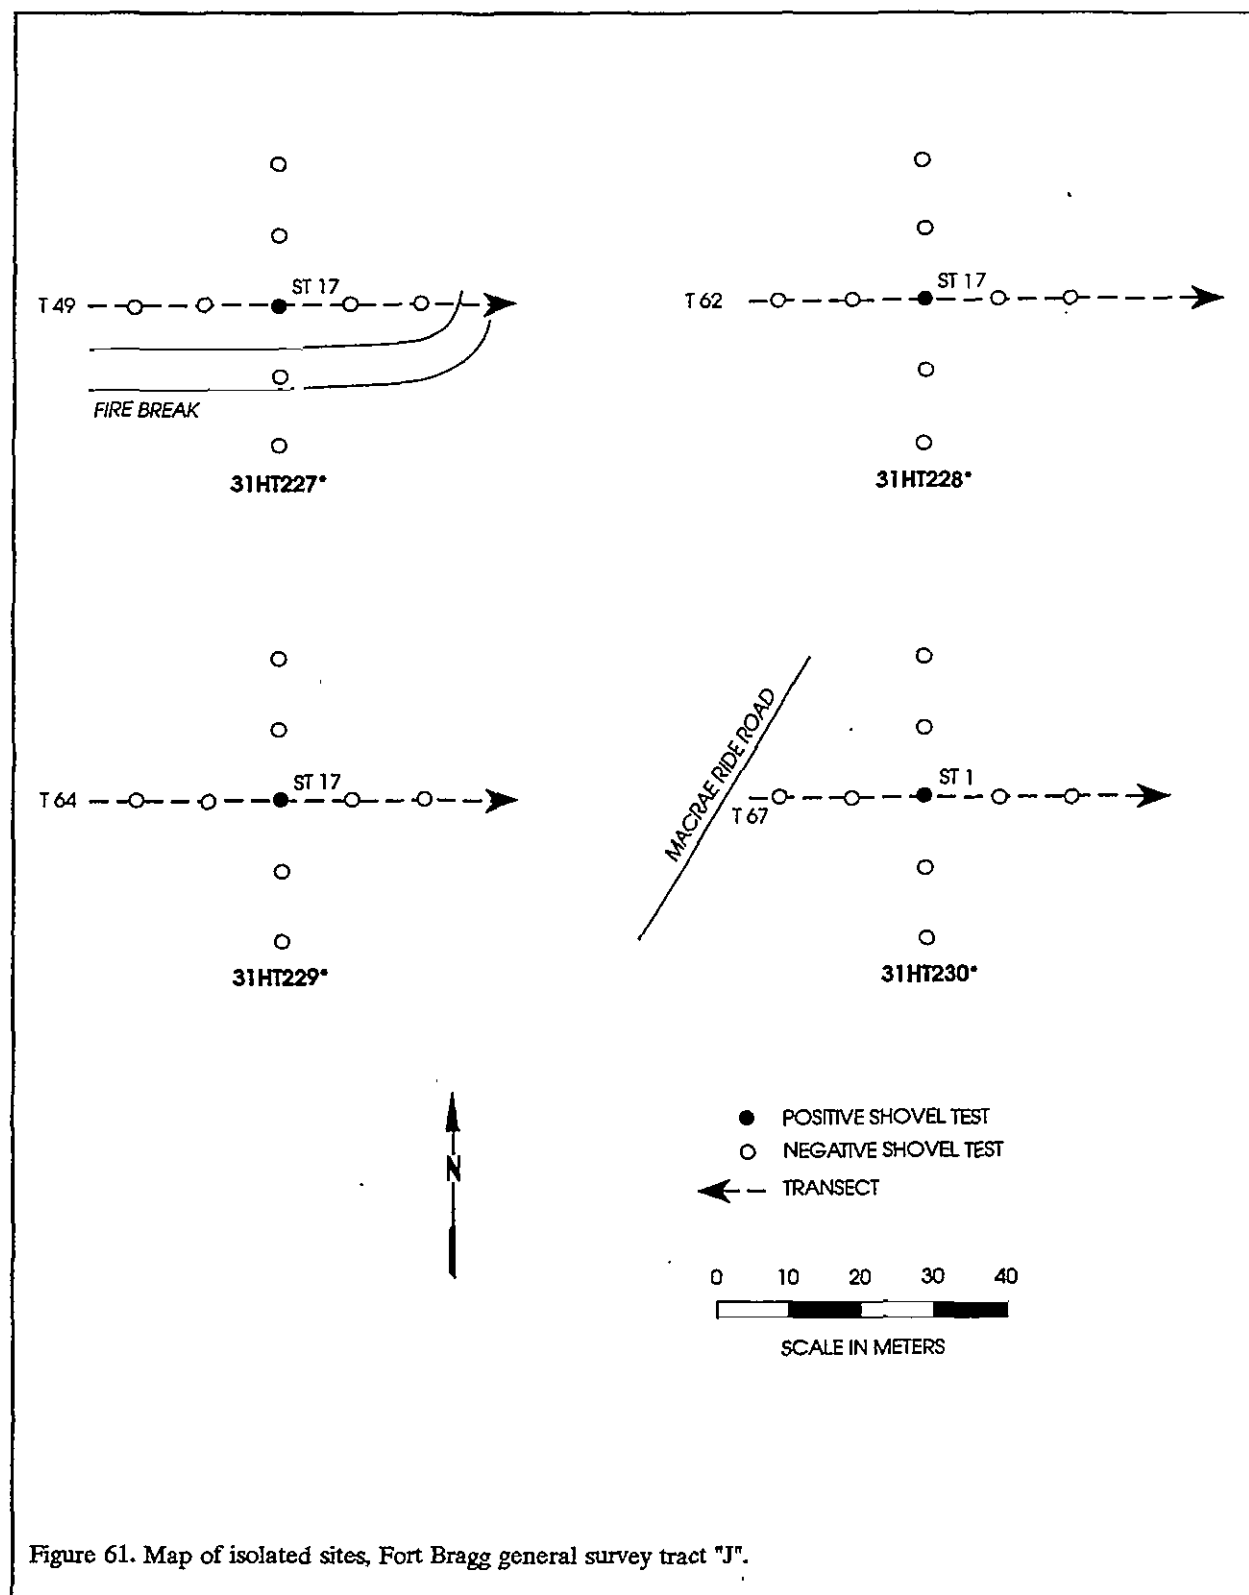 T 49
ST 17
FIRE BREAK
31HT227*
T 62
ST 17
31HT228*
T 64
ST 17
31HT229*
MACRAE RIDE ROAD
T 67
ST 1
31HT230*
N
POSITIVE SHOVEL TEST
NEGATIVE SHOVEL TEST
TRANSECT
0 10 20 30 40
SCALE IN METERS
Figure 61. Map of isolated sites, Fort Bragg general survey tract "J".